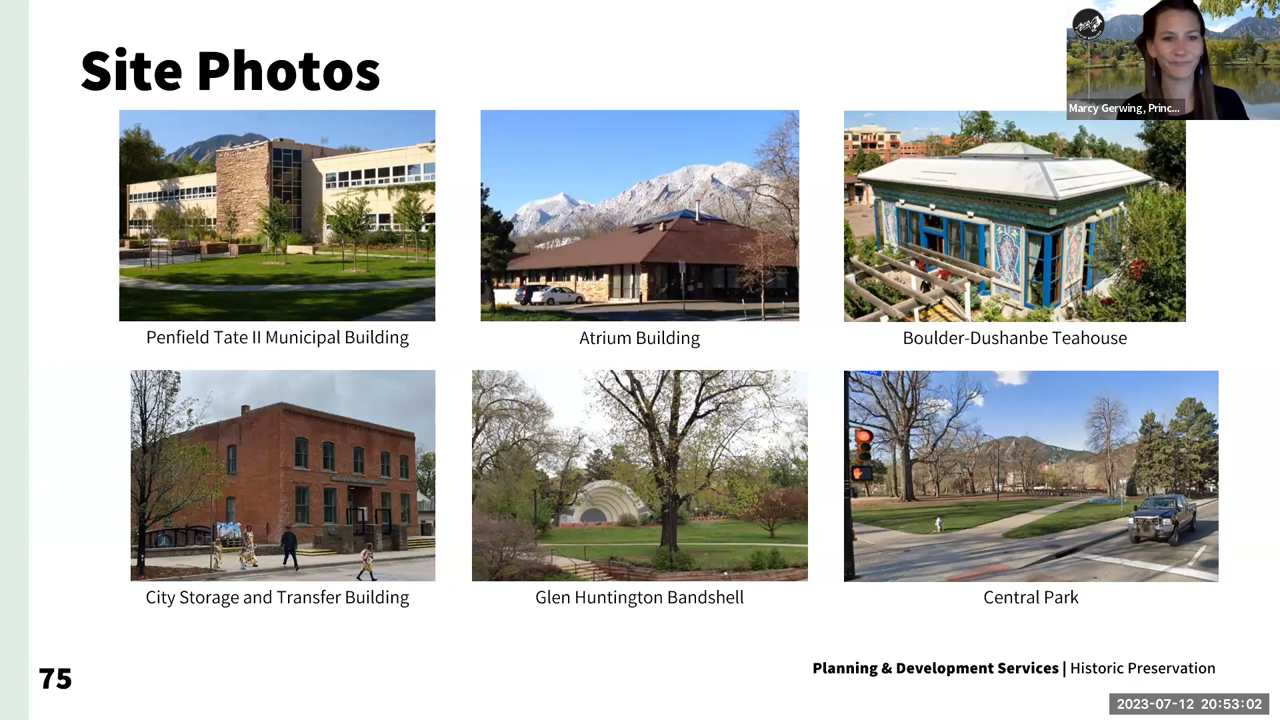 Site Photos
Marcy Gerwing, Princ...
Penfield Tate II Municipal Building
Atrium Building
Boulder-Dushanbe Teahouse
City Storage and Transfer Building
Glen Huntington Bandshell
Central Park
75
Planning & Development Services | Historic Preservation
2023-07-12 20:53:02